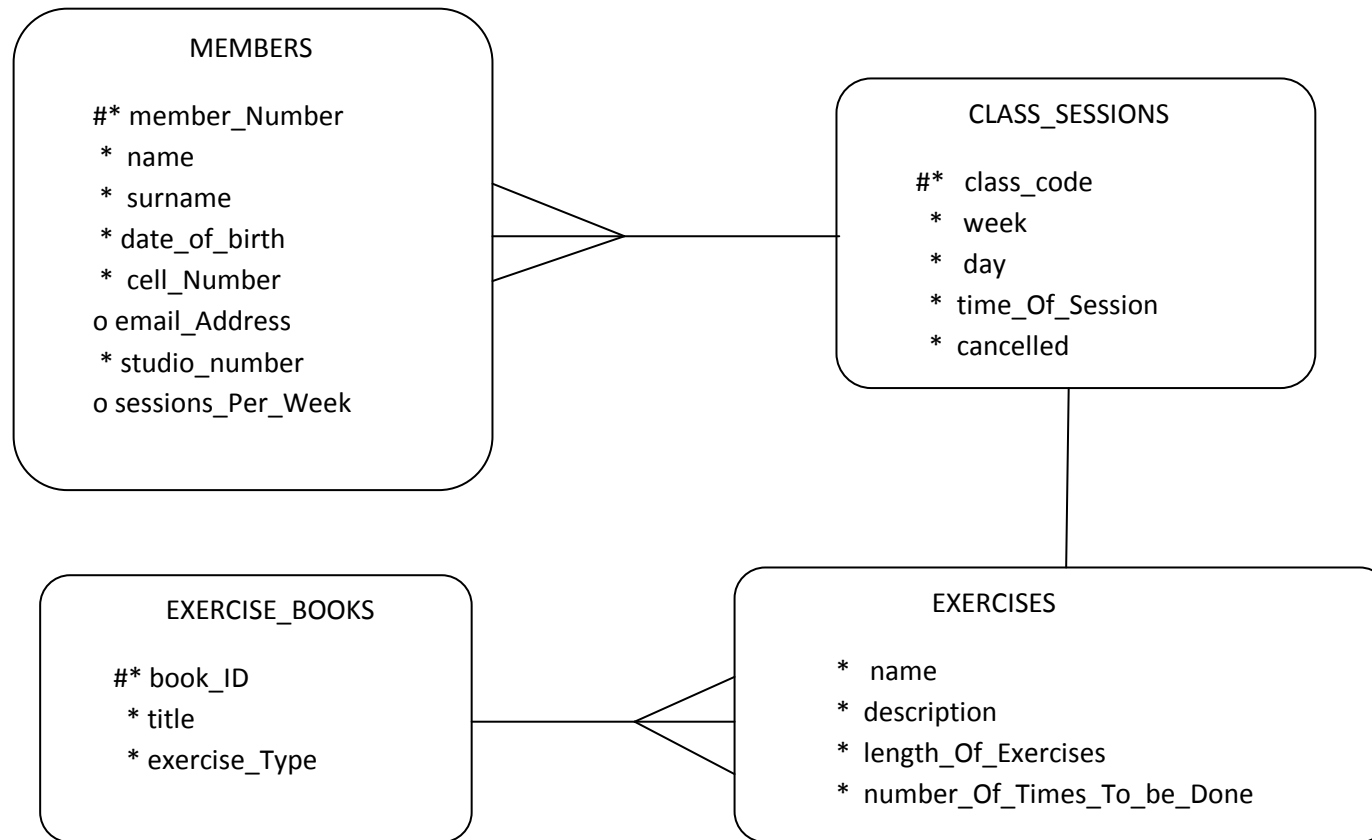 MEMBERS
#* member_Number
* name
* surname
* date_of_birth
* cell_Number
o email_Address
* studio_number
o sessions_Per_Week
CLASS_SESSIONS
#* class_code
* week
* day
* time_Of_Session
* cancelled
EXERCISE_BOOKS
#* book_ID
* title
* exercise_Type
EXERCISES
* name
* description
* length_Of_Exercises
* number_Of_Times_To_be_Done